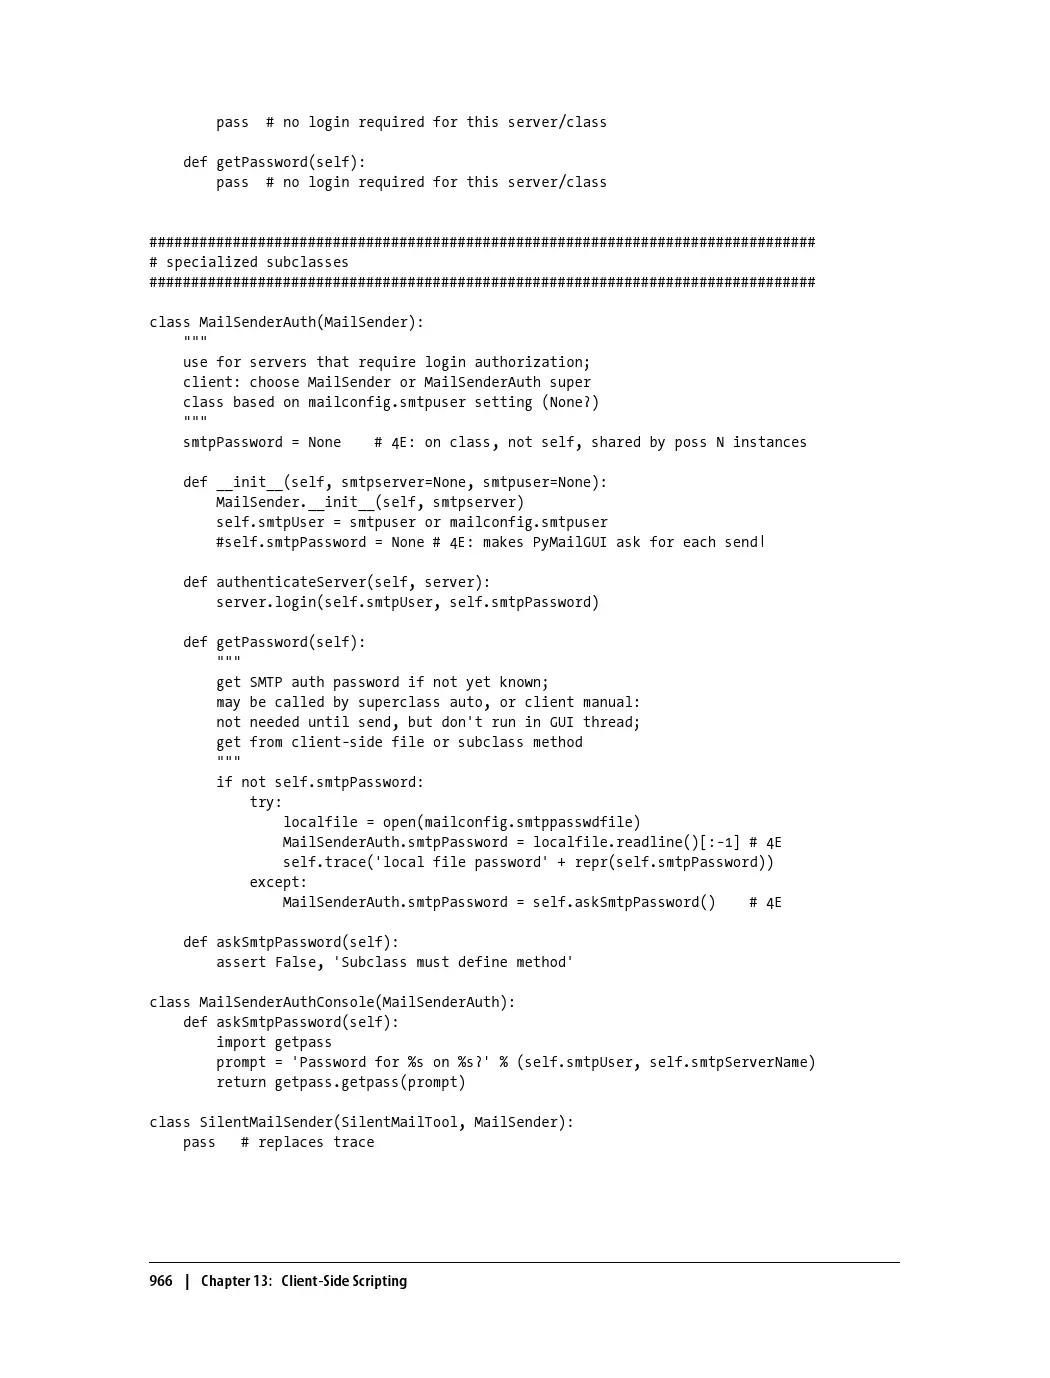 pass  # no login required for this server/class

    def getPassword(self):
        pass  # no login required for this server/class

################################################################################
# specialized subclasses
################################################################################

class MailSenderAuth(MailSender):
    """
    use for servers that require login authorization;
    client: choose MailSender or MailSenderAuth super
    class based on mailconfig.smtpuser setting (None?)
    """
    smtpPassword = None    # 4E: on class, not self, shared by poss N instances

    def __init__(self, smtpserver=None, smtpuser=None):
        MailSender.__init__(self, smtpserver)
        self.smtpUser = smtpuser or mailconfig.smtpuser
        #self.smtpPassword = None # 4E: makes PyMailGUI ask for each send!

    def authenticateServer(self, server):
        server.login(self.smtpUser, self.smtpPassword)

    def getPassword(self):
        """
        get SMTP auth password if not yet known;
        may be called by superclass auto, or client manual:
        not needed until send, but don't run in GUI thread;
        get from client-side file or subclass method
        """
        if not self.smtpPassword:
            try:
                localfile = open(mailconfig.smtppasswdfile)
                MailSenderAuth.smtpPassword = localfile.readline()[:-1] # 4E
                self.trace('local file password' + repr(self.smtpPassword))
            except:
                MailSenderAuth.smtpPassword = self.askSmtpPassword()    # 4E

    def askSmtpPassword(self):
        assert False, 'Subclass must define method'

class MailSenderAuthConsole(MailSenderAuth):
    def askSmtpPassword(self):
        import getpass
        prompt = 'Password for %s on %s?' % (self.smtpUser, self.smtpServerName)
        return getpass.getpass(prompt)

class SilentMailSender(SilentMailTool, MailSender):
    pass   # replaces trace

966 | Chapter 13: Client-Side Scripting